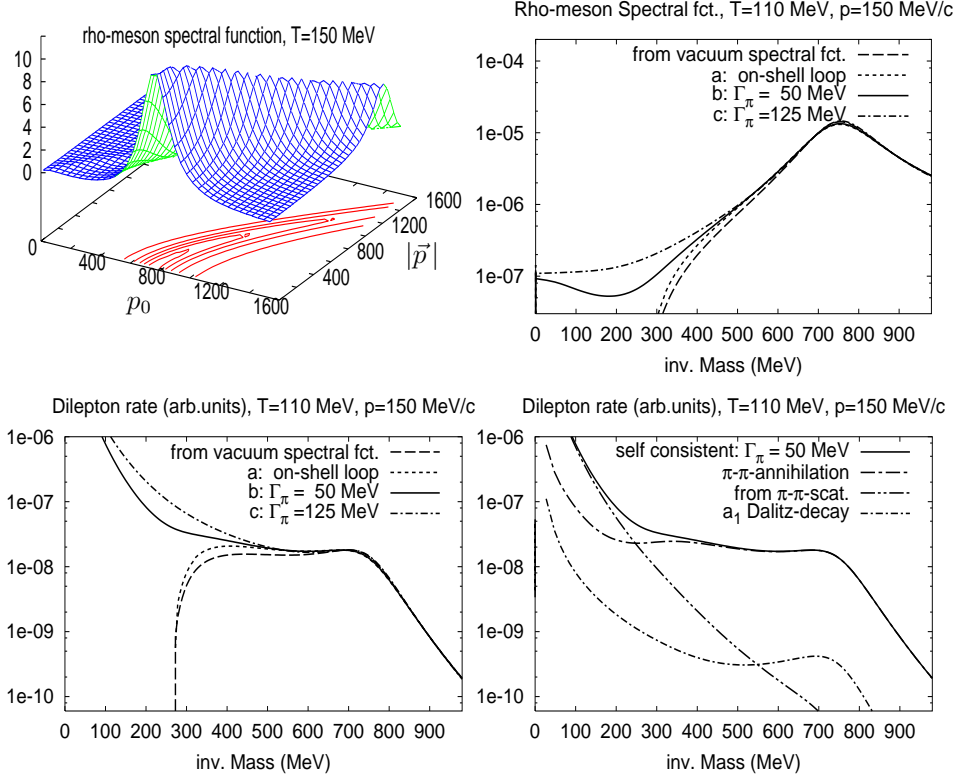 rho-meson spectral function, T=150 MeV
12
10
8
6
4
2
0
0
400
800
1200
1600
p0
400
800
1200
1600
|p⃗|
Rho-meson Spectral fct., T=110 MeV, p=150 MeV/c
from vacuum spectral fct.
a: on-shell loop
b: Γπ = 50 MeV
c: Γπ =125 MeV
1e-04
1e-05
1e-06
1e-07
0 100 200 300 400 500 600 700 800 900
inv. Mass (MeV)
Dilepton rate (arb.units), T=110 MeV, p=150 MeV/c
from vacuum spectral fct.
a: on-shell loop
b: Γπ = 50 MeV
c: Γπ =125 MeV
1e-06
1e-07
1e-08
1e-09
1e-10
0 100 200 300 400 500 600 700 800 900
inv. Mass (MeV)
Dilepton rate (arb.units), T=110 MeV, p=150 MeV/c
self consistent: Γπ = 50 MeV
π-π-annihilation
from π-π-scat.
a1 Dalitz-decay
1e-06
1e-07
1e-08
1e-09
1e-10
0 100 200 300 400 500 600 700 800 900
inv. Mass (MeV)